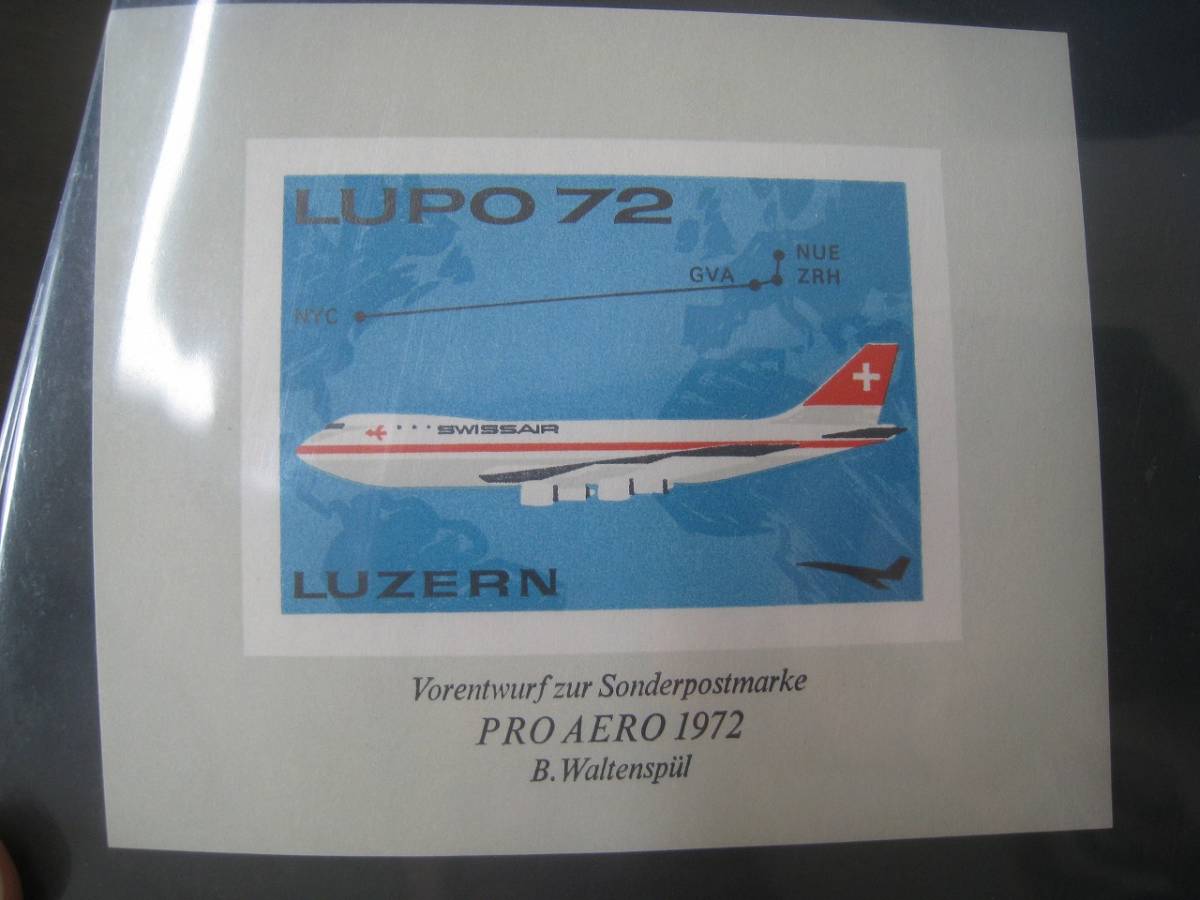 LUPO 72
NUE
GVA
ZRH
NYC
SWISSAIR
LUZERN
Vorentwurf zur Sonderpostmarke
PRO AERO 1972
B. Waltenspül